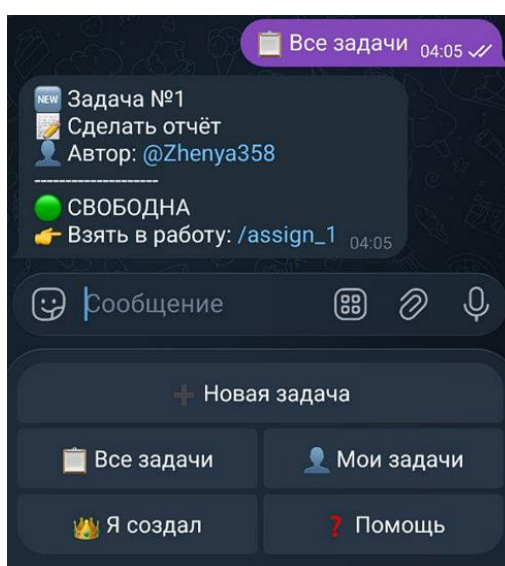 📋 Все задачи 04:05
🆕 Задача №1
📝 Сделать отчёт
👤 Автор: @Zhenya358
--------------------
🟢 СВОБОДНА
👉 Взять в работу: /assign_1 04:05
Сообщение
➕ Новая задача
📋 Все задачи
👤 Мои задачи
👑 Я создал
❓ Помощь